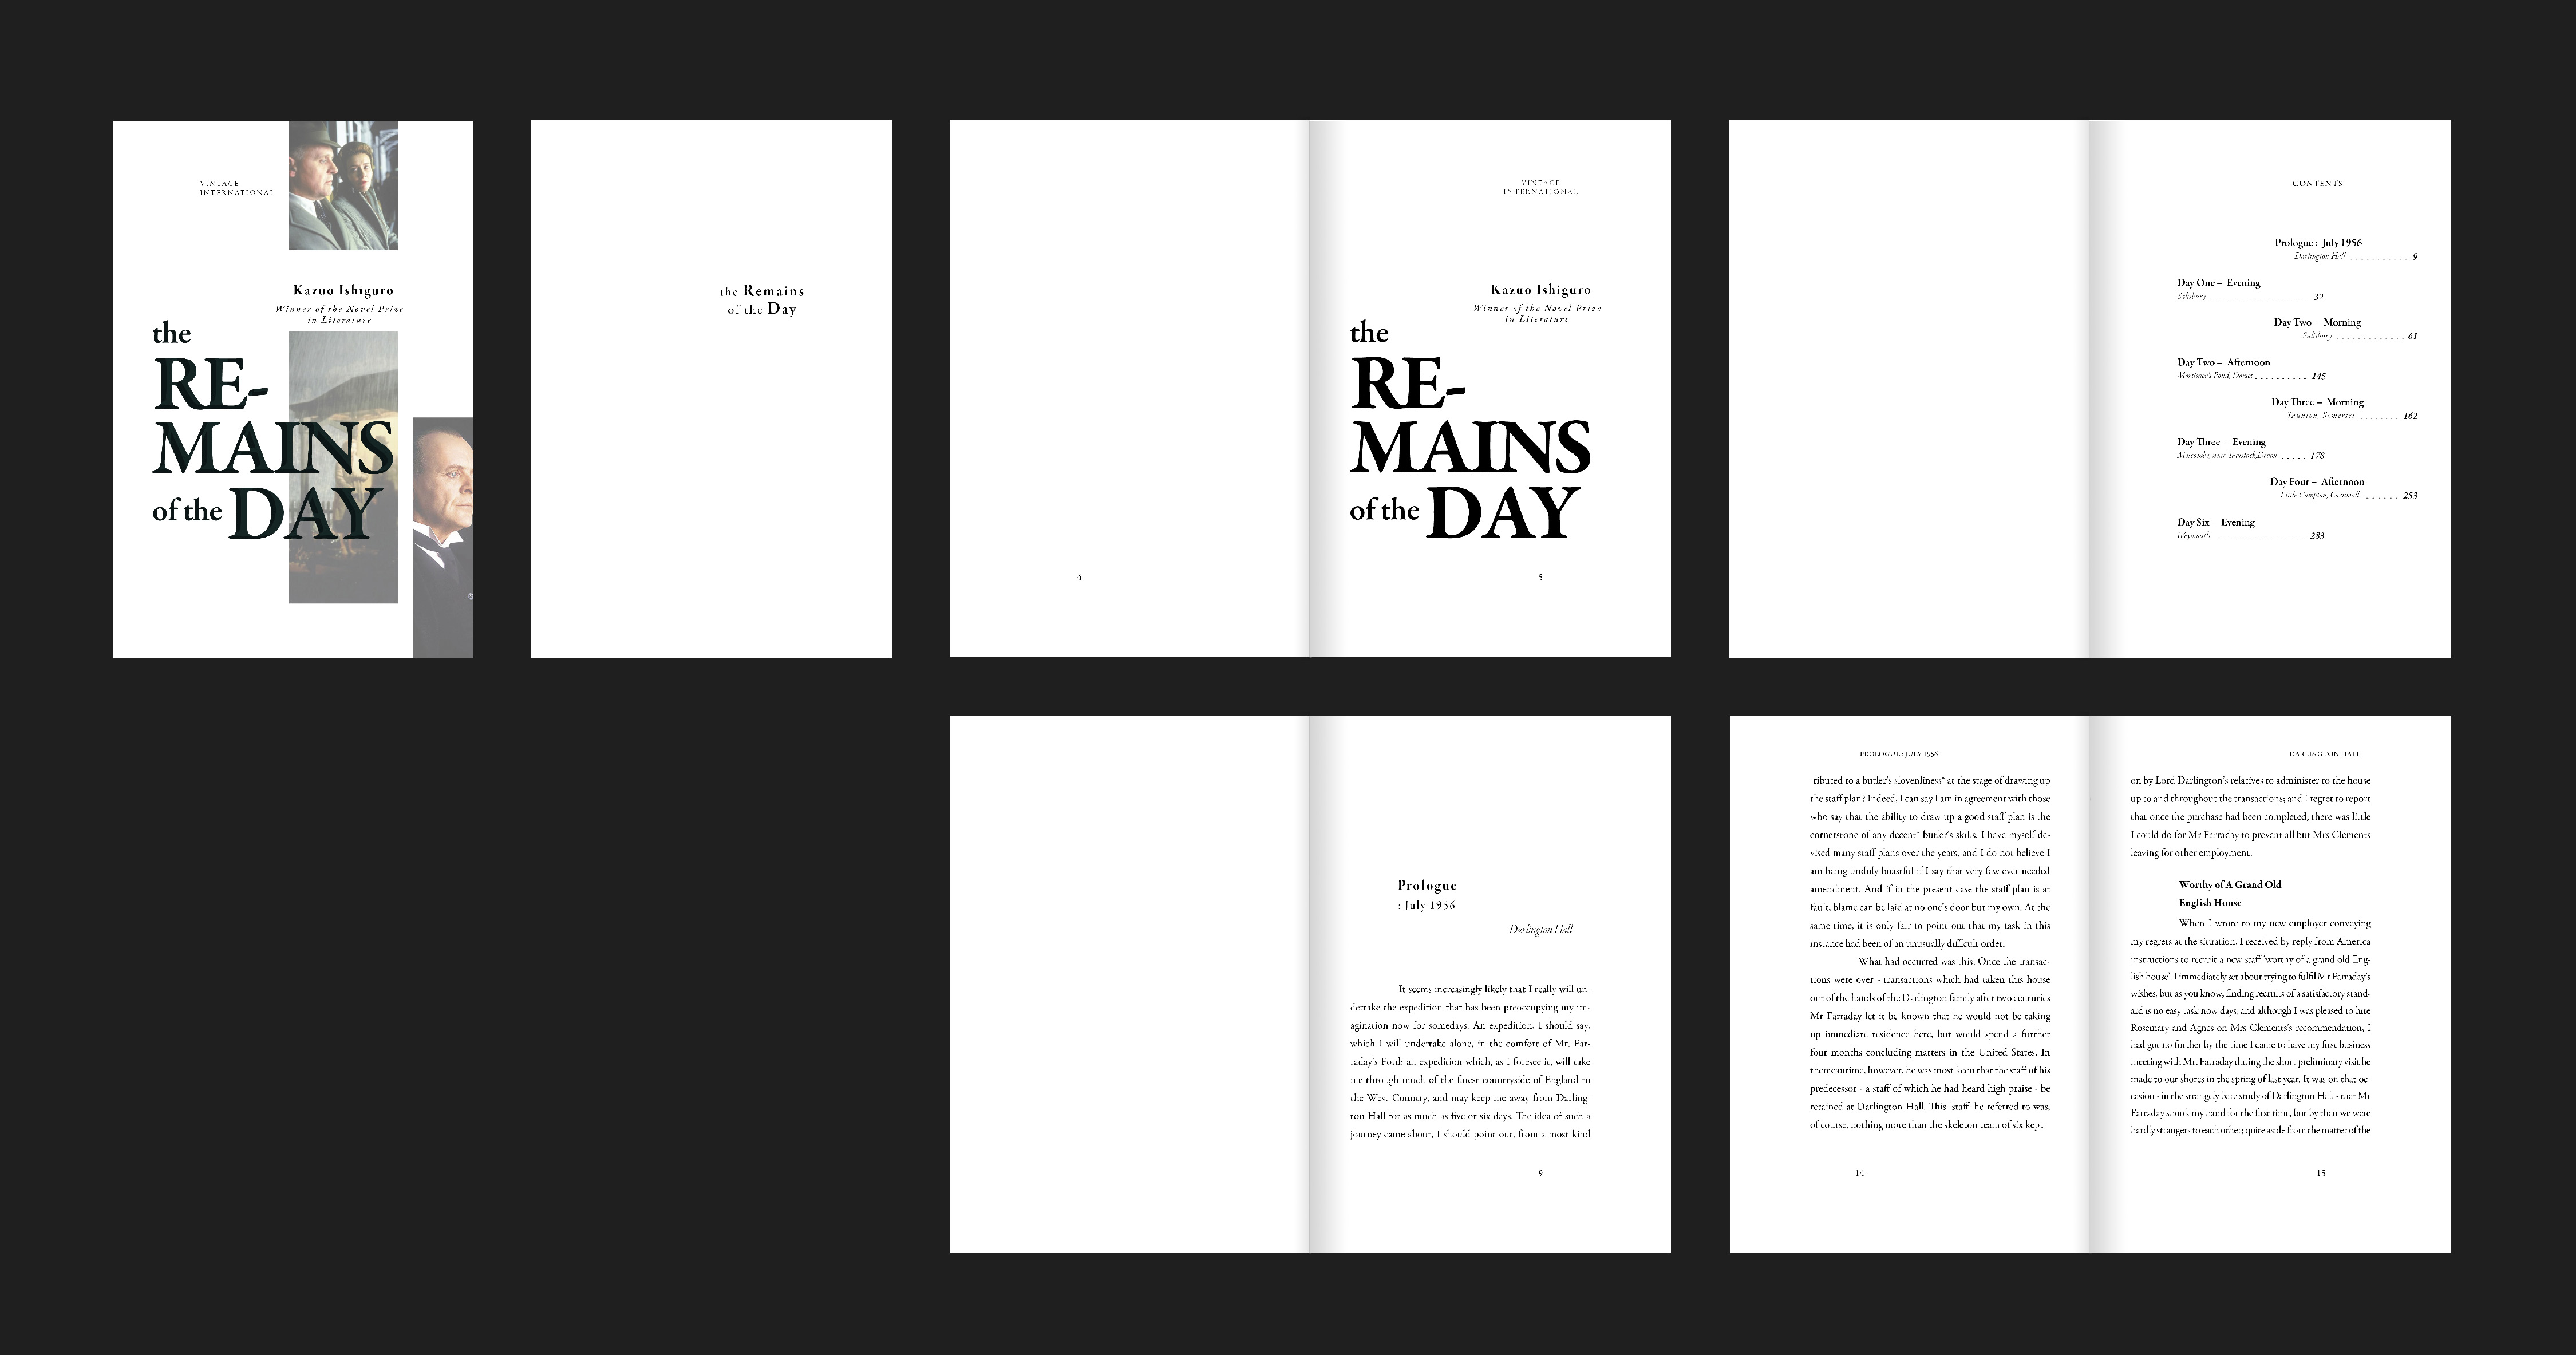 VINTAGE
INTERNATIONAL
Kazuo Ishiguro
Winner of the Novel Prize
in Literature
the
RE-
MAINS
of the DAY
the Remains
of the Day
VINTAGE
INTERNATIONAL
Kazuo Ishiguro
Winner of the Novel Prize
in Literature
the
RE-
MAINS
of the DAY
4
5
CONTENTS
Prologue : July 1956
Darlington Hall . . . . . . . . . . . 9
Day One – Evening
Salisbury . . . . . . . . . . . . . . . . . . . 32
Day Two – Morning
Salisbury . . . . . . . . . . . . . 61
Day Two – Afternoon
Mortimer's Pond, Dorset . . . . . . . . . . 145
Day Three – Morning
Taunton, Somerset . . . . . . . . 162
Day Three – Evening
Moscombe, near Tavistock,Devon . . . . . 178
Day Four – Afternoon
Little Compton, Cornwall . . . . . . 253
Day Six – Evening
Weymouth . . . . . . . . . . . . . . . . . 283
Prologue
: July 1956
Darlington Hall
It seems increasingly likely that I really will un-
dertake the expedition that has been preoccupying my im-
agination now for somedays. An expedition, I should say,
which I will undertake alone, in the comfort of Mr. Far-
raday's Ford; an expedition which, as I foresee it, will take
me through much of the finest countryside of England to
the West Country, and may keep me away from Darling-
ton Hall for as much as five or six days. The idea of such a
journey came about, I should point out, from a most kind
9
PROLOGUE : JULY 1956
-ributed to a butler's slovenliness" at the stage of drawing up
the staff plan? Indeed, I can say I am in agreement with those
who say that the ability to draw up a good staff plan is the
cornerstone of any decent" butler's skills. I have myself de-
vised many staff plans over the years, and I do not believe I
am being unduly boastful if I say that very few ever needed
amendment. And if in the present case the staff plan is at
fault, blame can be laid at no one's door but my own. At the
same time, it is only fair to point out that my task in this
instance had been of an unusually difficult order.
What had occurred was this. Once the transac-
tions were over - transactions which had taken this house
out of the hands of the Darlington family after two centuries
Mr Farraday let it be known that he would not be taking
up immediate residence here, but would spend a further
four months concluding matters in the United States. In
themeantime, however, he was most keen that the staff of his
predecessor - a staff of which he had heard high praise - be
retained at Darlington Hall. This 'staff' he referred to was,
of course, nothing more than the skeleton team of six kept
14
DARLINGTON HALL
on by Lord Darlington's relatives to administer to the house
up to and throughout the transactions; and I regret to report
that once the purchase had been completed, there was little
I could do for Mr Farraday to prevent all but Mrs Clements
leaving for other employment.
Worthy of A Grand Old
English House
When I wrote to my new employer conveying
my regrets at the situation, I received by reply from America
instructions to recruit a new staff 'worthy of a grand old Eng-
lish house'. I immediately set about trying to fulfil Mr Farraday's
wishes, but as you know, finding recruits of a satisfactory stand-
ard is no easy task now days, and although I was pleased to hire
Rosemary and Agnes on Mrs Clements's recommendation, I
had got no further by the time I came to have my first business
meeting with Mr. Farraday during the short preliminary visit he
made to our shores in the spring of last year. It was on that oc-
casion - in the strangely bare study of Darlington Hall - that Mr
Farraday shook my hand for the first time, but by then we were
hardly strangers to each other; quite aside from the matter of the
15